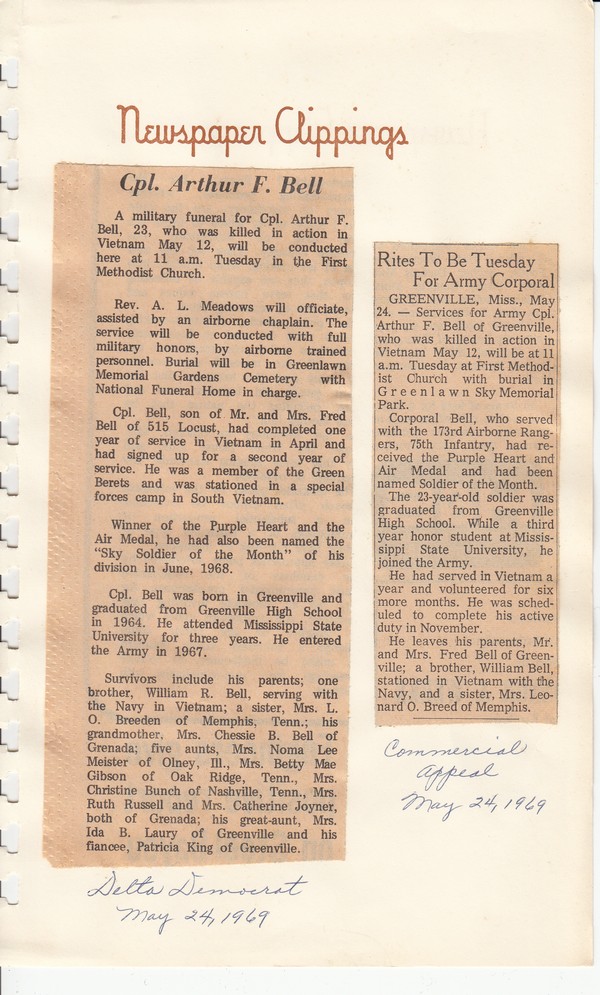 Newspaper Clippings
Cpl. Arthur F. Bell
A military funeral for Cpl. Arthur F.
Bell, 23, who was killed in action in
Vietnam May 12, will be conducted
here at 11 a.m. Tuesday in the First
Methodist Church.
Rev. A. L. Meadows will officiate,
assisted by an airborne chaplain. The
service will be conducted with full
military honors, by airborne trained
personnel. Burial will be in Greenlawn
Memorial Gardens Cemetery with
National Funeral Home in charge.
Cpl. Bell, son of Mr. and Mrs. Fred
Bell of 515 Locust, had completed one
year of service in Vietnam in April and
had signed up for a second year of
service. He was a member of the Green
Berets and was stationed in a special
forces camp in South Vietnam.
Winner of the Purple Heart and the
Air Medal, he had also been named the
"Sky Soldier of the Month" of his
division in June, 1968.
Cpl. Bell was born in Greenville and
graduated from Greenville High School
in 1964. He attended Mississippi State
University for three years. He entered
the Army in 1967.
Survivors include his parents; one
brother, William R. Bell, serving with
the Navy in Vietnam; a sister, Mrs. L.
O. Breeden of Memphis, Tenn.; his
grandmother, Mrs. Chessie B. Bell of
Grenada; five aunts, Mrs. Noma Lee
Meister of Olney, Ill., Mrs. Betty Mae
Gibson of Oak Ridge, Tenn., Mrs.
Christine Bunch of Nashville, Tenn., Mrs.
Ruth Russell and Mrs. Catherine Joyner,
both of Grenada; his great-aunt, Mrs.
Ida B. Laury of Greenville and his
fiancee, Patricia King of Greenville.
Delta Democrat
May 24, 1969
Rites To Be Tuesday
For Army Corporal
GREENVILLE, Miss., May
24. — Services for Army Cpl.
Arthur F. Bell of Greenville,
who was killed in action in
Vietnam May 12, will be at 11
a.m. Tuesday at First Method-
ist Church with burial in
Greenlawn Sky Memorial
Park.
Corporal Bell, who served
with the 173rd Airborne Rang-
ers, 75th Infantry, had re-
ceived the Purple Heart and
Air Medal and had been
named Soldier of the Month.
The 23-year-old soldier was
graduated from Greenville
High School. While a third
year honor student at Missis-
sippi State University, he
joined the Army.
He had served in Vietnam a
year and volunteered for six
more months. He was sched-
uled to complete his active
duty in November.
He leaves his parents, Mr.
and Mrs. Fred Bell of Green-
ville; a brother, William Bell,
stationed in Vietnam with the
Navy, and a sister, Mrs. Leo-
nard O. Breed of Memphis.
Commercial
Appeal
May 24, 1969